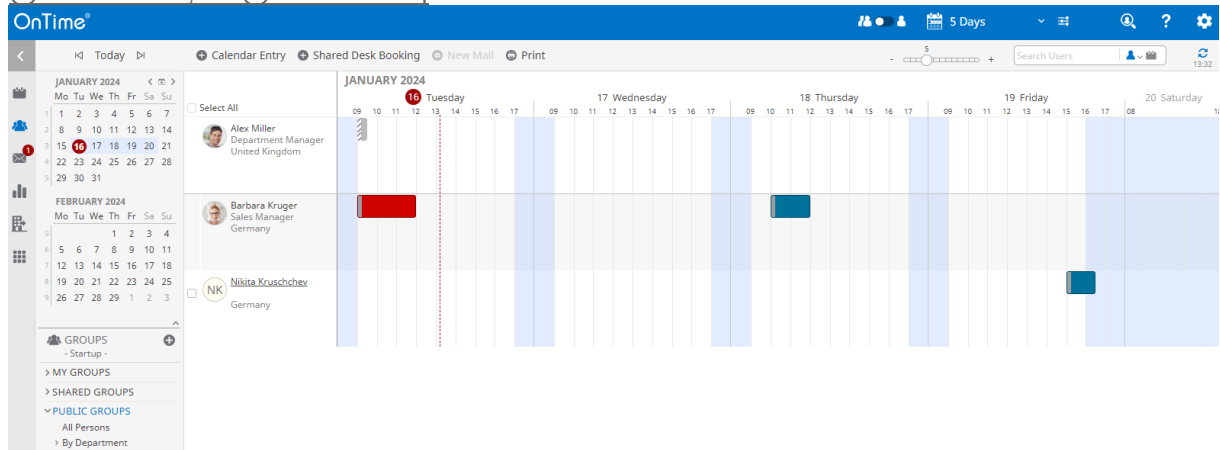 OnTime®
5 Days
?
< Today
Calendar Entry
Shared Desk Booking
New Mail
Print
5
- +
Search Users
13:32
JANUARY 2024
Mo Tu We Th Fr Sa Su
1 1 2 3 4 5 6 7
2 8 9 10 11 12 13 14
3 15 16 17 18 19 20 21
4 22 23 24 25 26 27 28
5 29 30 31
FEBRUARY 2024
Mo Tu We Th Fr Sa Su
5 1 2 3 4
6 5 6 7 8 9 10 11
7 12 13 14 15 16 17 18
8 19 20 21 22 23 24 25
9 26 27 28 29 1 2 3
1
GROUPS
- Startup -
MY GROUPS
SHARED GROUPS
PUBLIC GROUPS
All Persons
By Department
Select All
JANUARY 2024
16 Tuesday
17 Wednesday
18 Thursday
19 Friday
20 Saturday
09 10 11 12 13 14 15 16 17 09 10 11 12 13 14 15 16 17 09 10 11 12 13 14 15 16 17 09 10 11 12 13 14 15 16 17 08
Alex Miller
Department Manager
United Kingdom
Barbara Kruger
Sales Manager
Germany
NK
Nikita Kruschchev
Germany